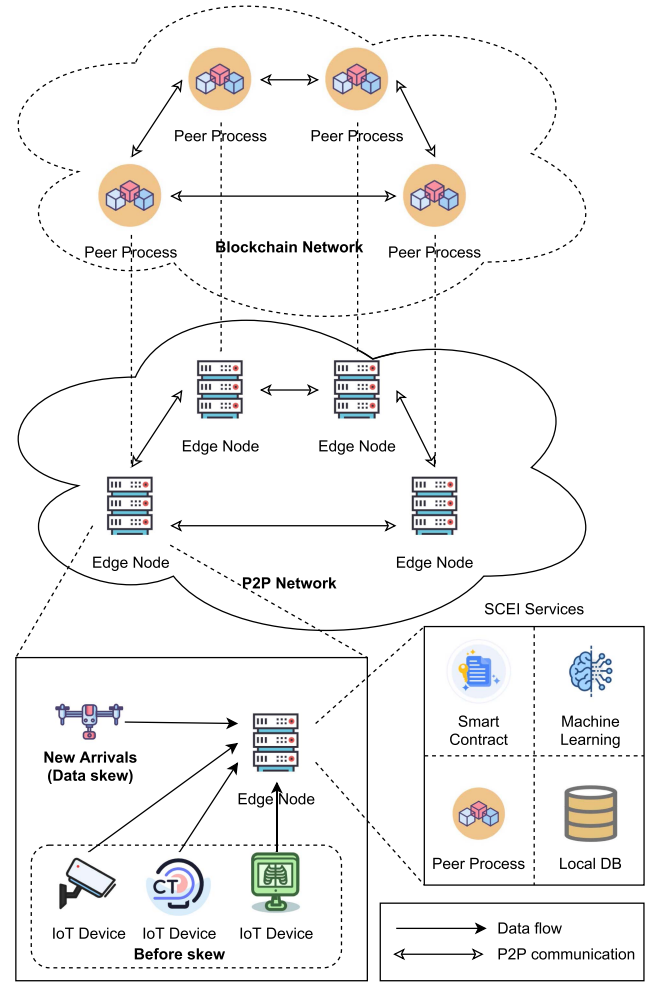 Peer Process
Peer Process
Peer Process
Blockchain Network
Peer Process
Edge Node
Edge Node
Edge Node
Edge Node
P2P Network
SCEI Services
Smart
Contract
Machine
Learning
Peer Process
Local DB
New Arrivals
(Data skew)
Edge Node
CT
IoT Device
IoT Device
IoT Device
Before skew
Data flow
P2P communication